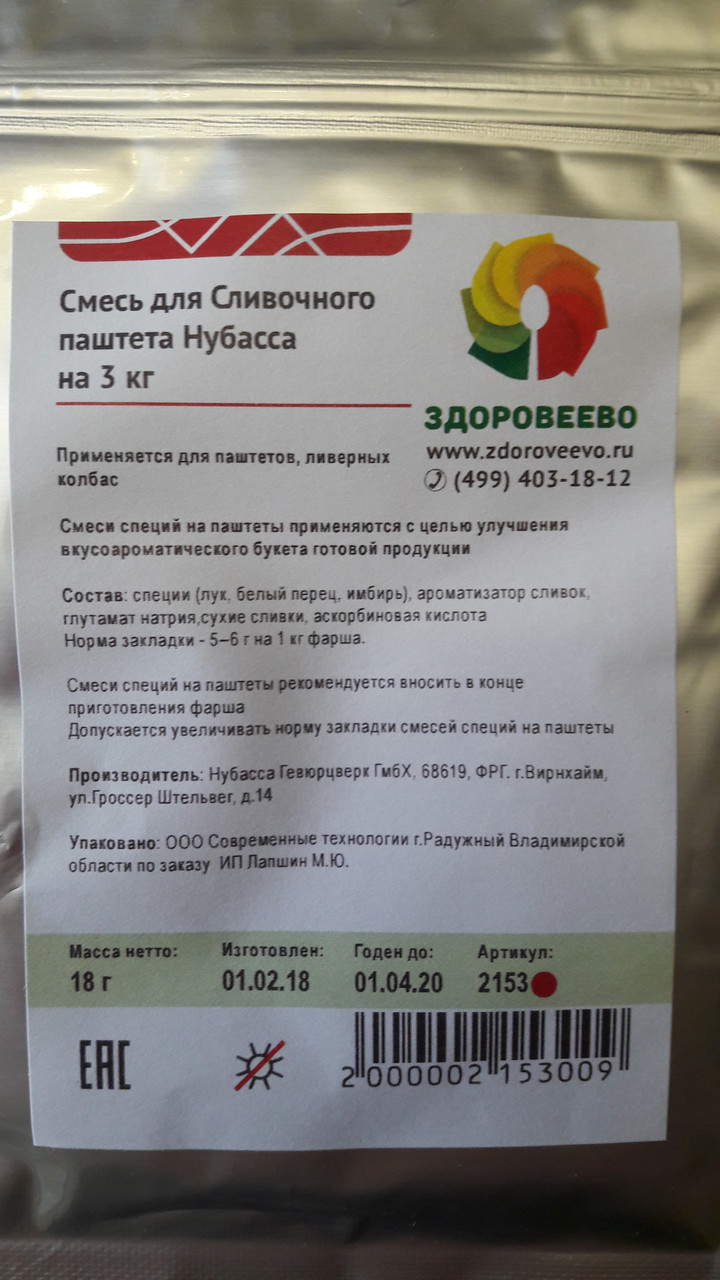 Смесь для Сливочного
паштета Нубасса
на 3 кг
ЗДОРОВЕЕВО
www.zdoroveevo.ru
(499) 403-18-12
Применяется для паштетов, ливерных
колбас
Смеси специй на паштеты применяются с целью улучшения
вкусоароматического букета готовой продукции
Состав: специи (лук, белый перец, имбирь), ароматизатор сливок,
глутамат натрия,сухие сливки, аскорбиновая кислота
Норма закладки - 5–6 г на 1 кг фарша.
Смеси специй на паштеты рекомендуется вносить в конце
приготовления фарша
Допускается увеличивать норму закладки смесей специй на паштеты
Производитель: Нубасса Гевюрцверк ГмбХ, 68619, ФРГ. г.Вирнхайм,
ул.Гроссер Штельвег, д.14
Упаковано: ООО Современные технологии г.Радужный Владимирской
области по заказу ИП Лапшин М.Ю.
Масса нетто: Изготовлен: Годен до: Артикул:
18 г 01.02.18 01.04.20 2153
EAC
2 000002 153009